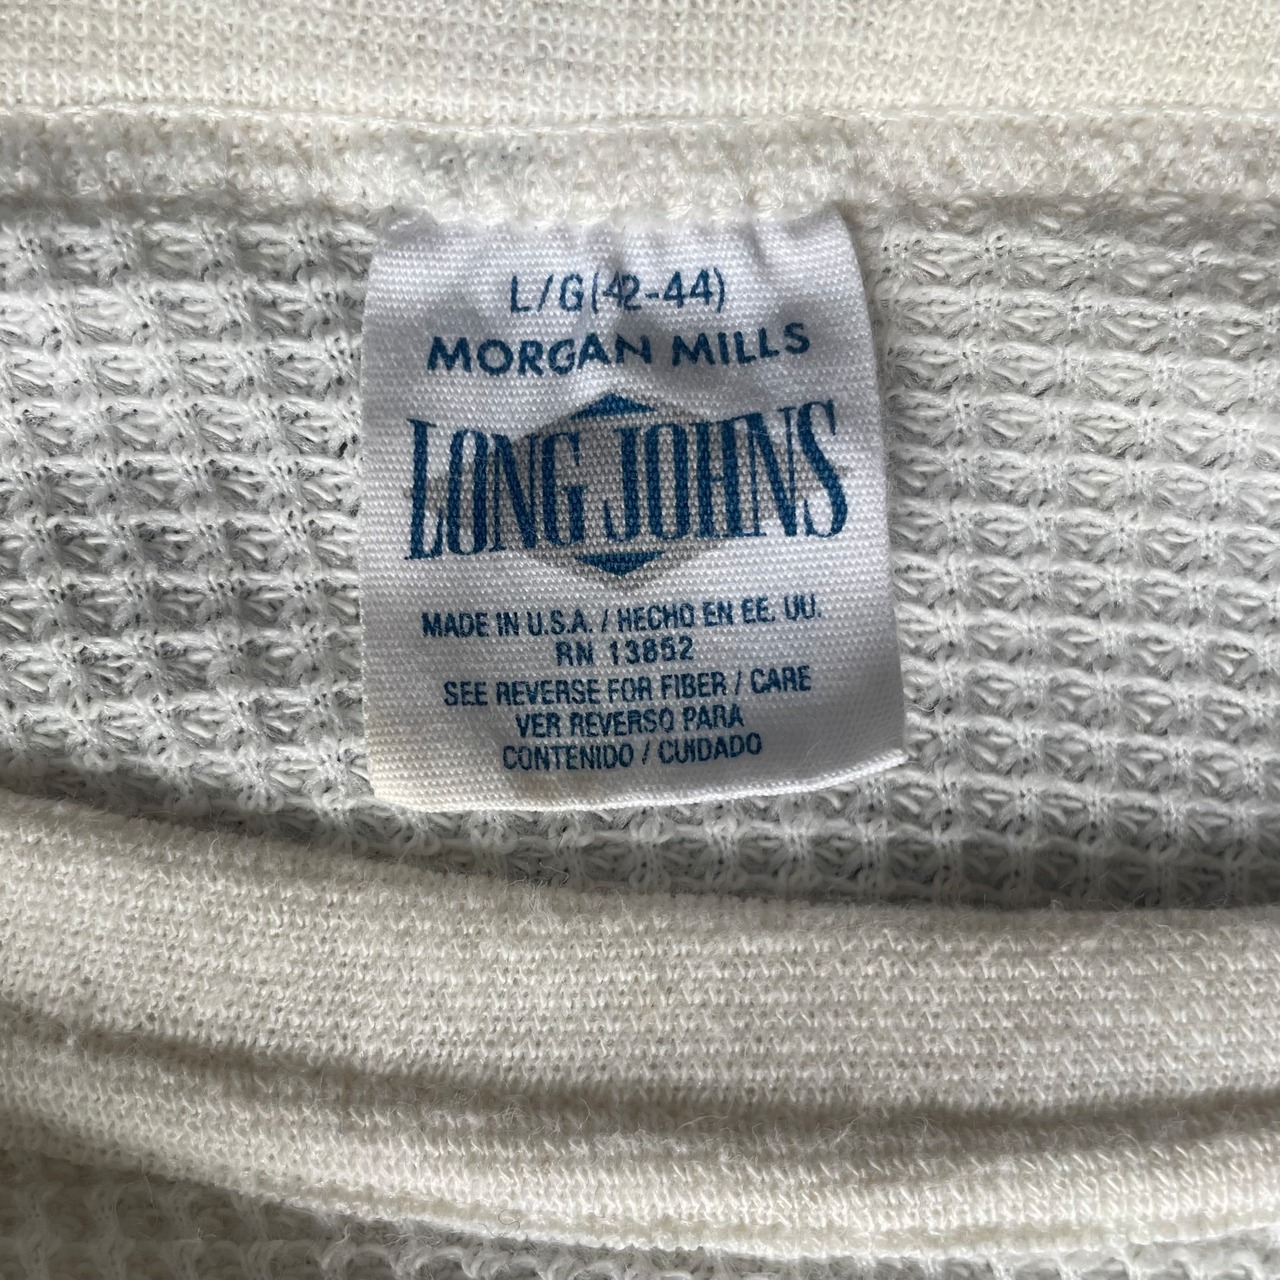 L/G(42-44)
MORGAN MILLS
LONG JOHNS
MADE IN U.S.A. / HECHO EN EE. UU.
RN 13852
SEE REVERSE FOR FIBER / CARE
VER REVERSO PARA
CONTENIDO / CUIDADO